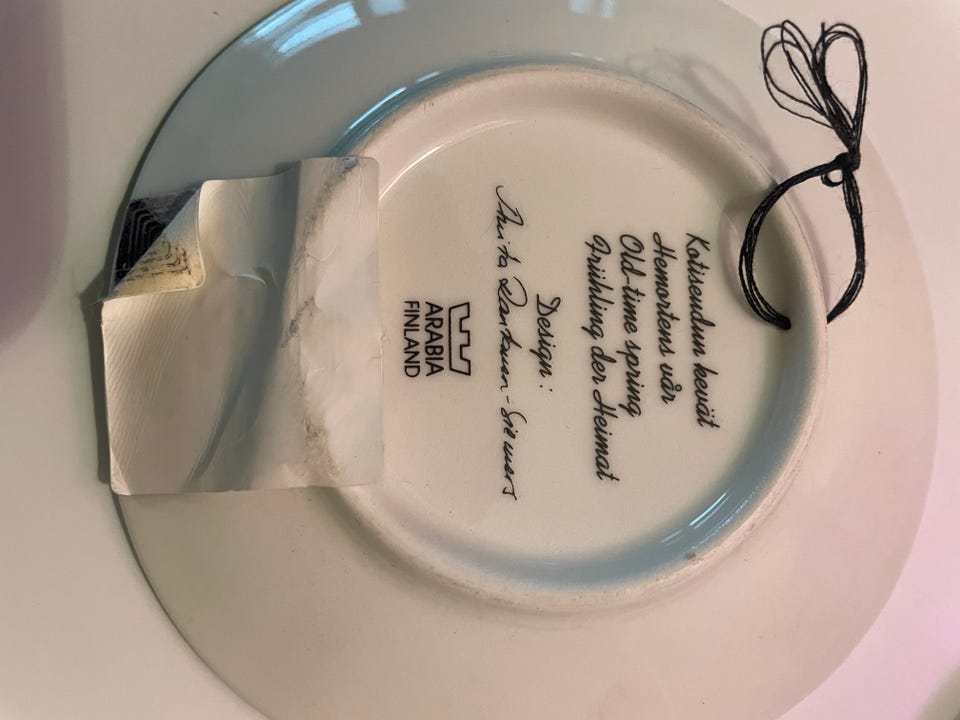 Kotiseudun kevät
Hemortens vår
Old-time spring
Frühling der Heimat
Design:
ARABIA
FINLAND